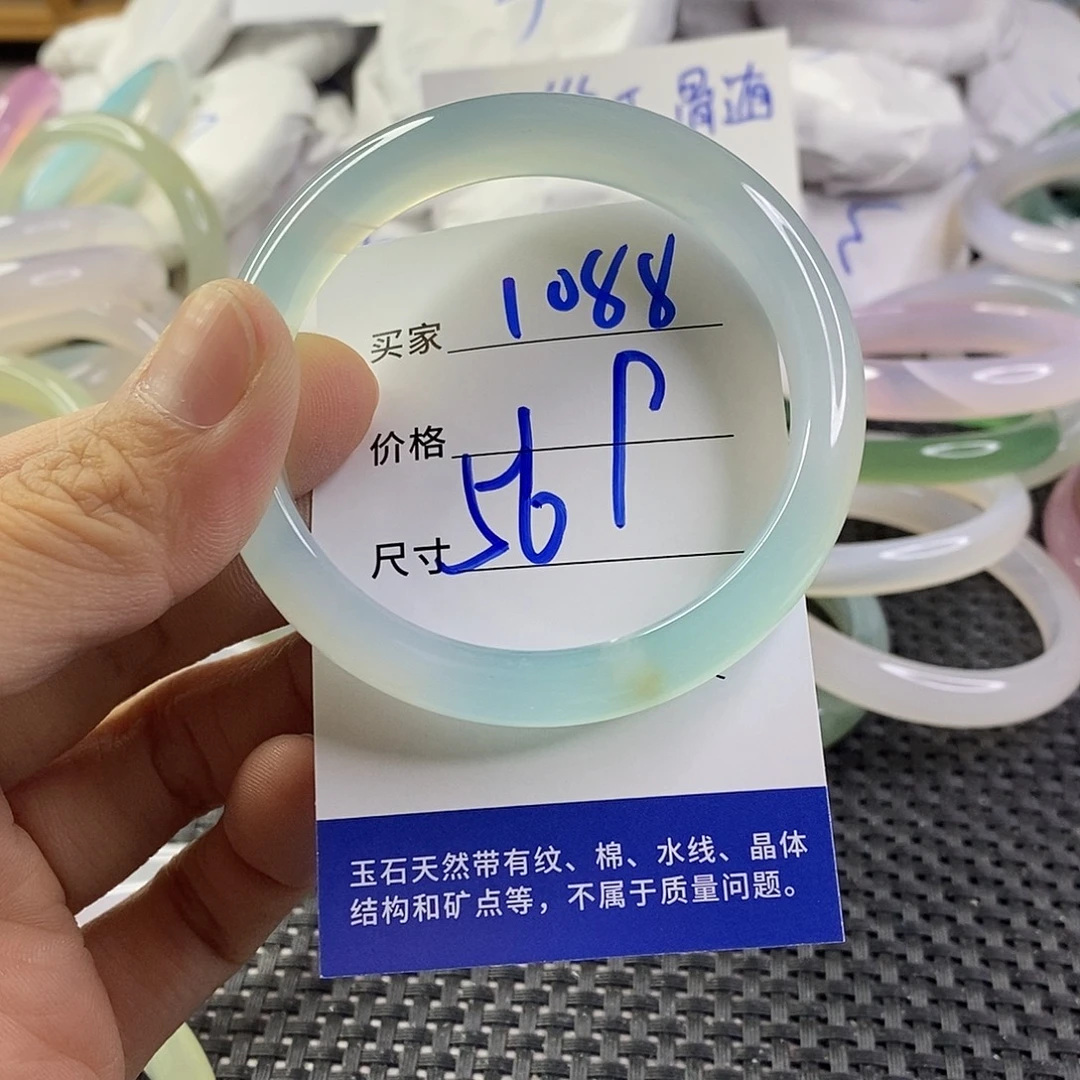 买家 1088
价格
尺寸 56
玉石天然带有纹、棉、水线、晶体
结构和矿点等，不属于质量问题。